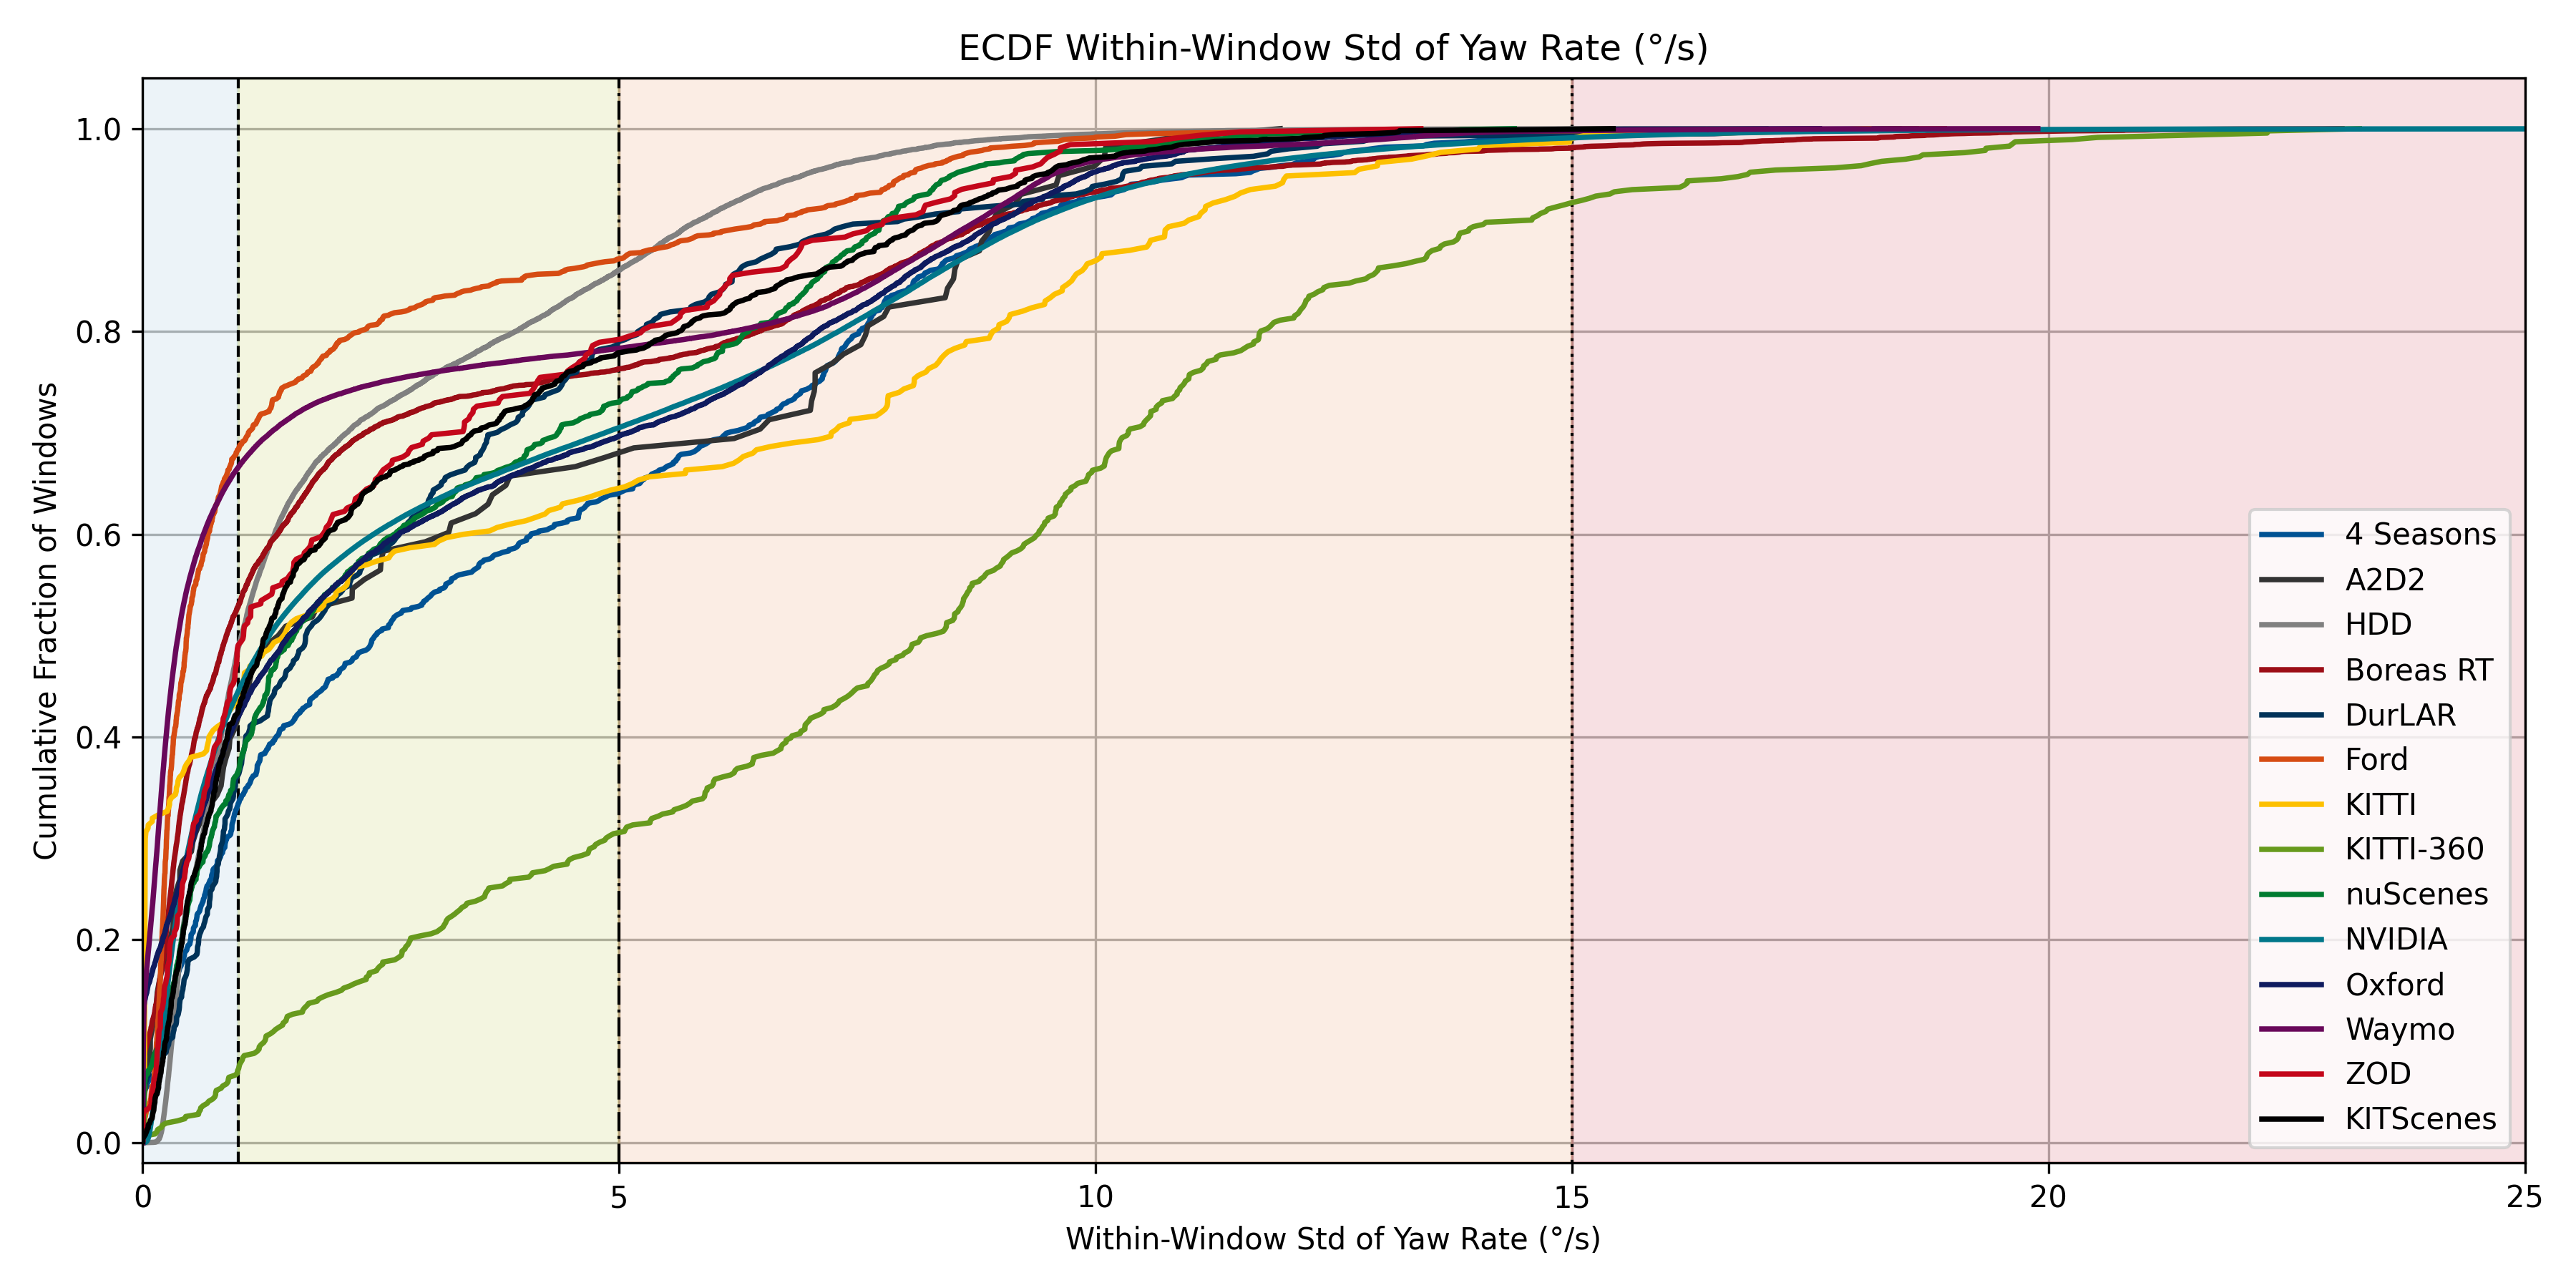 ECDF Within-Window Std of Yaw Rate (°/s)
Cumulative Fraction of Windows
1.0
0.8
0.6
0.4
0.2
0.0
0
5
10
15
20
25
Within-Window Std of Yaw Rate (°/s)
4 Seasons
A2D2
HDD
Boreas RT
DurLAR
Ford
KITTI
KITTI-360
nuScenes
NVIDIA
Oxford
Waymo
ZOD
KITScenes